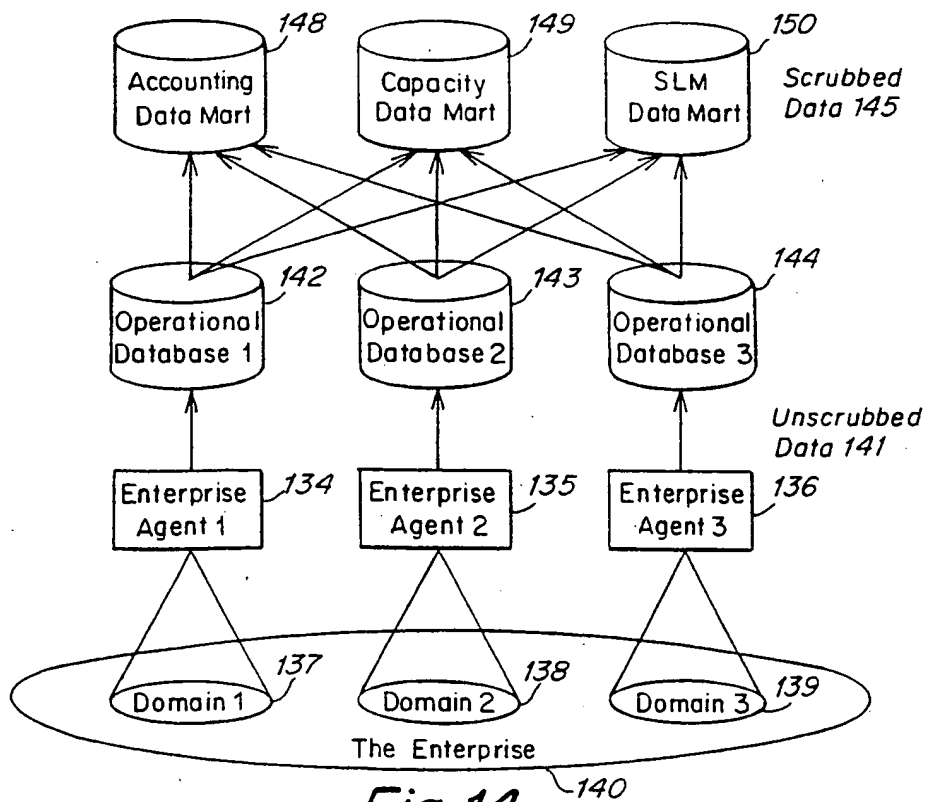 148
149
150
Accounting
Data Mart
Capacity
Data Mart
SLM
Data Mart
Scrubbed
Data 145
142
143
144
Operational
Database 1
Operational
Database 2
Operational
Database 3
Unscrubbed
Data 141
Enterprise
Agent 1
134
Enterprise
Agent 2
135
Enterprise
Agent 3
136
137
138
139
Domain 1
Domain 2
Domain 3
The Enterprise
140